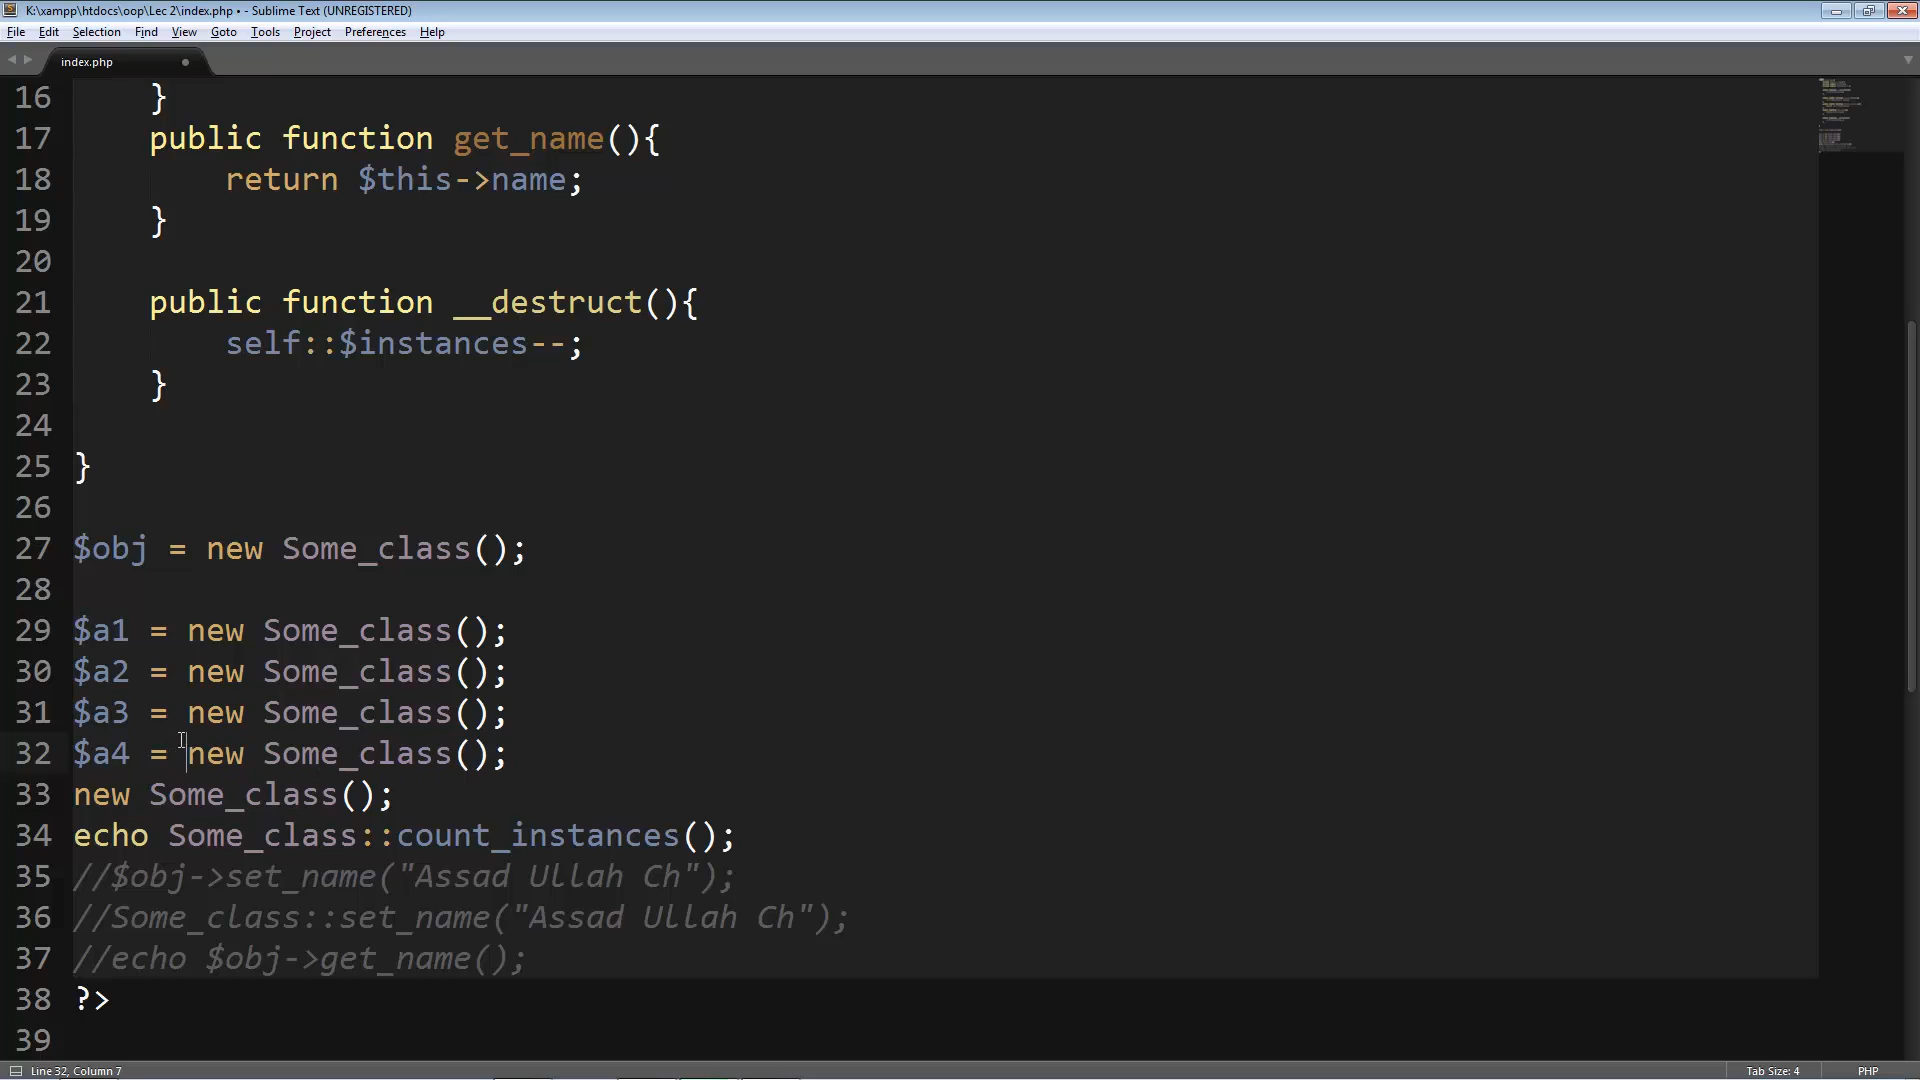 K:\xampp\htdocs\oop\Lec 2\index.php • - Sublime Text (UNREGISTERED)
File Edit Selection Find View Goto Tools Project Preferences Help
index.php
16 }
17 public function get_name(){
18 return $this->name;
19 }
20
21 public function __destruct(){
22 self::$instances--;
23 }
24
25 }
26
27 $obj = new Some_class();
28
29 $a1 = new Some_class();
30 $a2 = new Some_class();
31 $a3 = new Some_class();
32 $a4 = new Some_class();
33 new Some_class();
34 echo Some_class::count_instances();
35 //$obj->set_name("Assad Ullah Ch");
36 //Some_class::set_name("Assad Ullah Ch");
37 //echo $obj->get_name();
38 ?>
39
Line 32, Column 7 Tab Size: 4 PHP